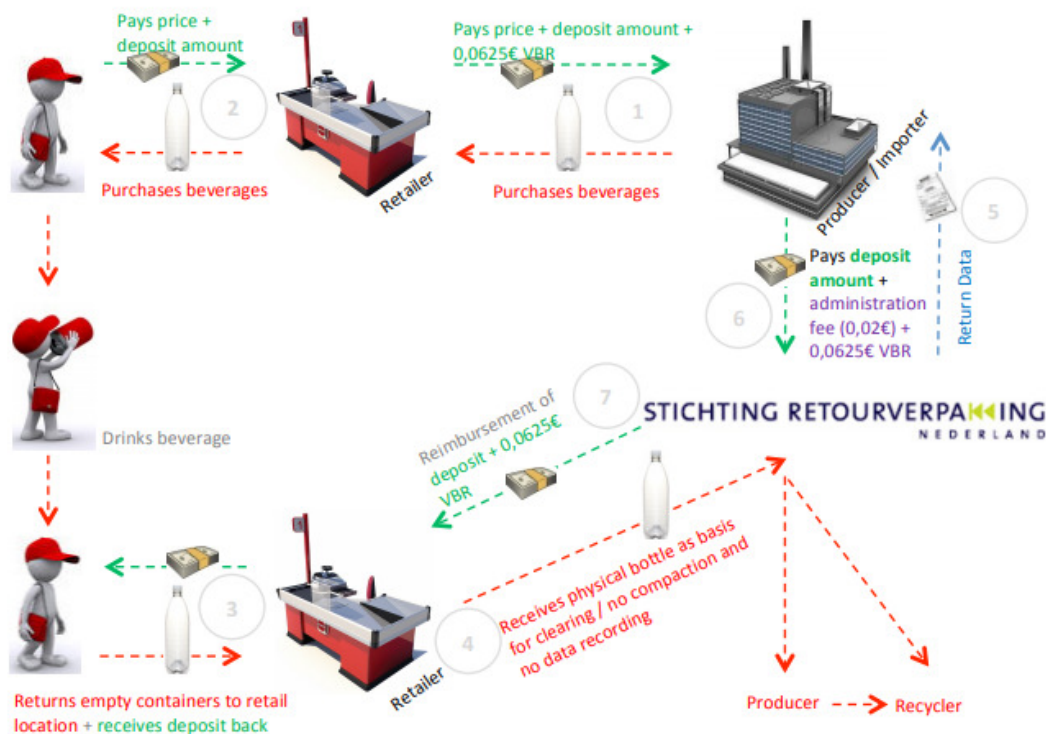 Pays price +
deposit amount
2
Pays price + deposit amount +
0,0625€ VBR
1
Purchases beverages
Retailer
Purchases beverages
Producer / Importer
5
Pays deposit
amount +
administration
fee (0,02€) +
0,0625€ VBR
6
Return Data
7
STICHTING RETOURVERPAKKING
NEDERLAND
Drinks beverage
Reimbursement of
deposit + 0,0625€
VBR
3
4
Receives physical bottle as basis
for clearing / no compaction and
no data recording
Retailer
Returns empty containers to retail
location + receives deposit back
Producer
Recycler